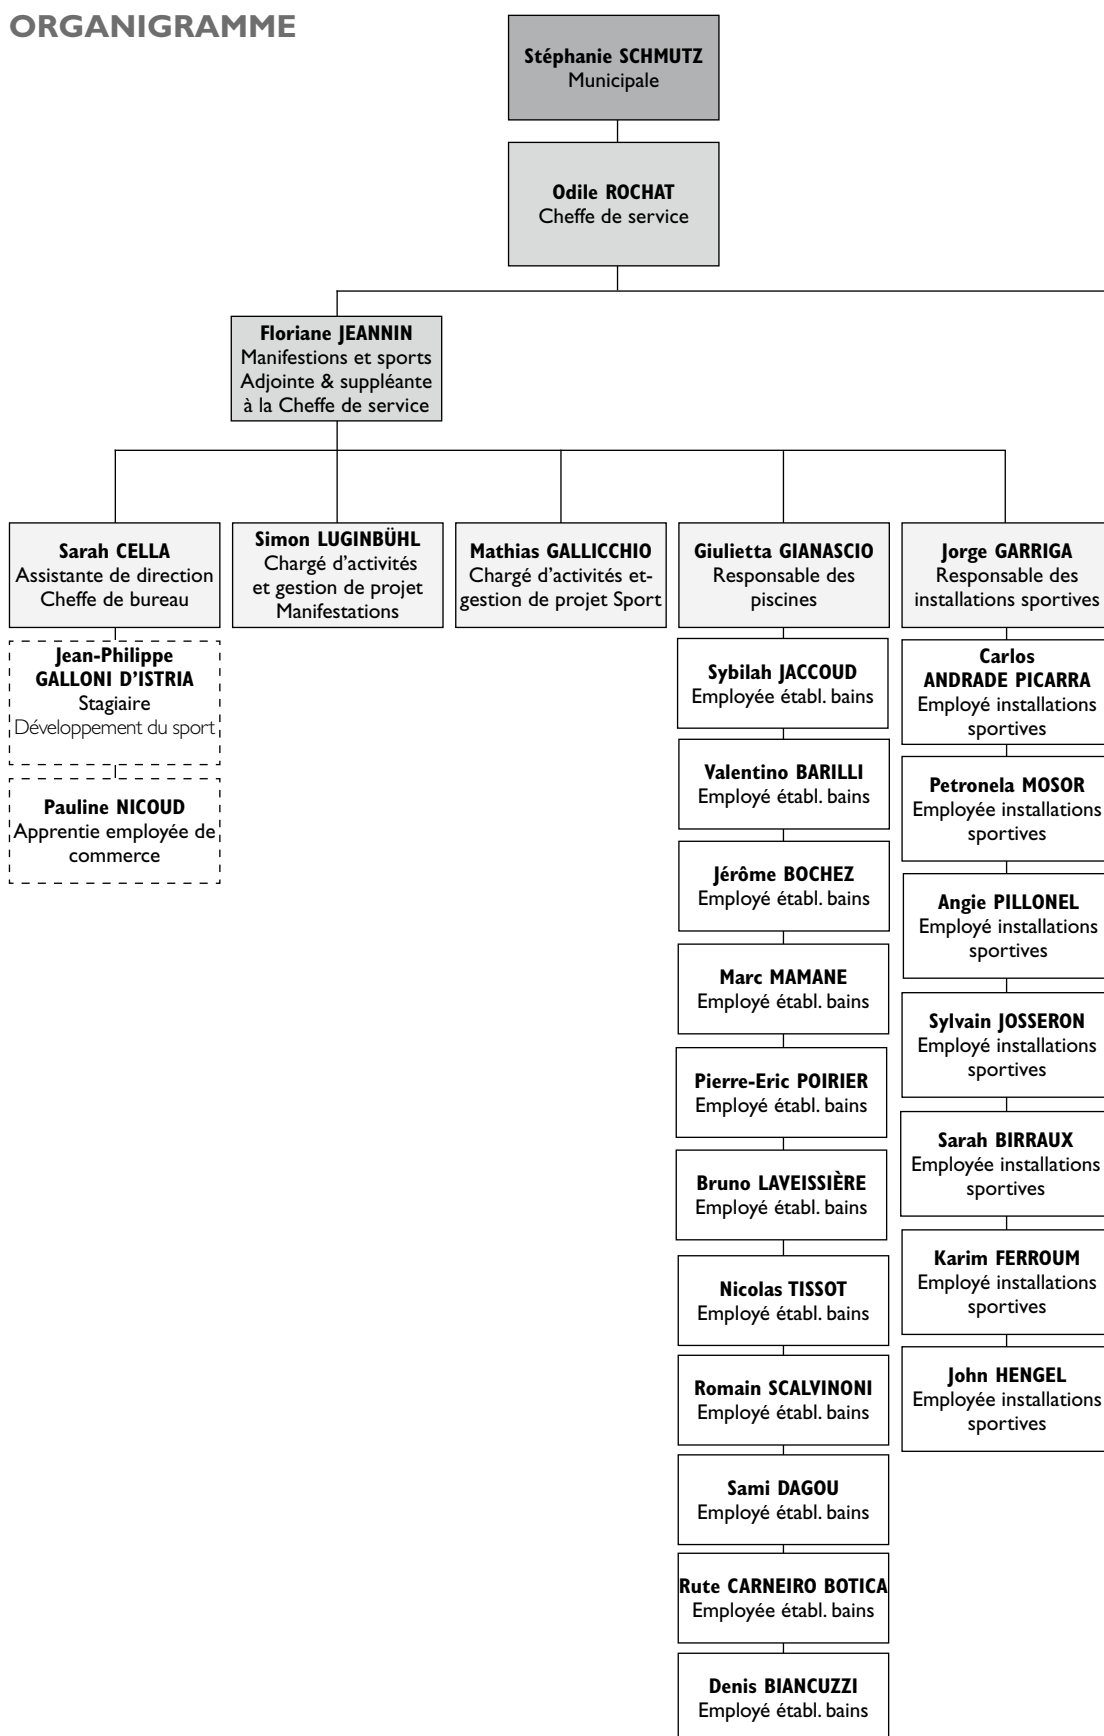 ORGANIGRAMME
Stéphanie SCHMUTZ
Municipale
Odile ROCHAT
Cheffe de service
Floriane JEANNIN
Manifestions et sports
Adjointe & suppléante
à la Cheffe de service
Sarah CELLA
Assistante de direction
Cheffe de bureau
Jean-Philippe
GALLONI D'ISTRIA
Stagiaire
Développement du sport
Pauline NICOUD
Apprentie employée de
commerce
Simon LUGINBÜHL
Chargé d'activités
et gestion de projet
Manifestations
Mathias GALLICCHIO
Chargé d'activités et-
gestion de projet Sport
Giulietta GIANASCIO
Responsable des
piscines
Sybilah JACCOUD
Employée établ. bains
Valentino BARILLI
Employé établ. bains
Jérôme BOCHEZ
Employé établ. bains
Marc MAMANE
Employé établ. bains
Pierre-Eric POIRIER
Employé établ. bains
Bruno LAVEISSIÈRE
Employé établ. bains
Nicolas TISSOT
Employé établ. bains
Romain SCALVINONI
Employé établ. bains
Sami DAGOU
Employé établ. bains
Rute CARNEIRO BOTICA
Employée établ. bains
Denis BIANCUZZI
Employé établ. bains
Jorge GARRIGA
Responsable des
installations sportives
Carlos
ANDRADE PICARRA
Employé installations
sportives
Petronela MOSOR
Employée installations
sportives
Angie PILLONEL
Employé installations
sportives
Sylvain JOSSERON
Employé installations
sportives
Sarah BIRRAUX
Employée installations
sportives
Karim FERROUM
Employé installations
sportives
John HENGEL
Employée installations
sportives